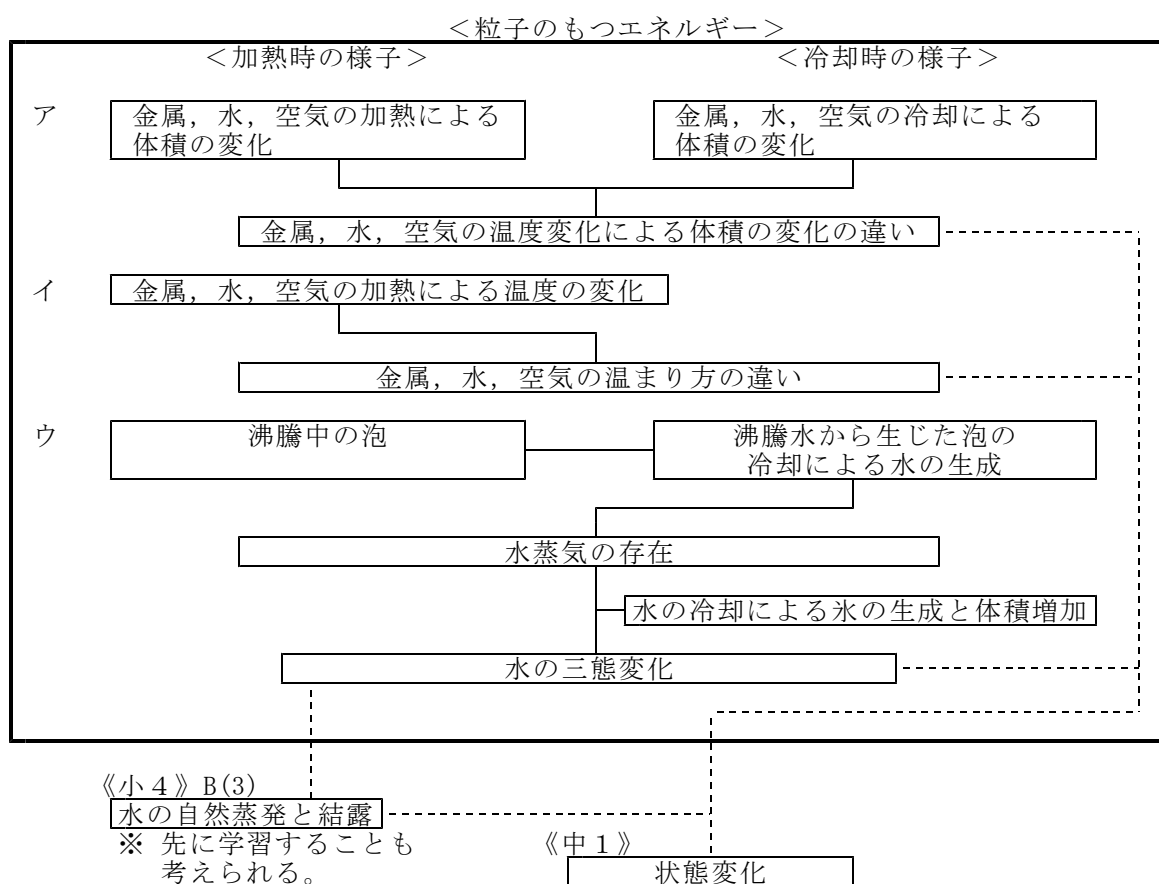 ＜粒子のもつエネルギー＞
＜加熱時の様子＞
＜冷却時の様子＞
ア
金属，水，空気の加熱による
体積の変化
金属，水，空気の冷却による
体積の変化
金属，水，空気の温度変化による体積の変化の違い
イ
金属，水，空気の加熱による温度の変化
金属，水，空気の温まり方の違い
ウ
沸騰中の泡
沸騰水から生じた泡の
冷却による水の生成
水蒸気の存在
水の冷却による氷の生成と体積増加
水の三態変化
《小４》B(3)
水の自然蒸発と結露
※ 先に学習することも
考えられる。
《中１》
状態変化